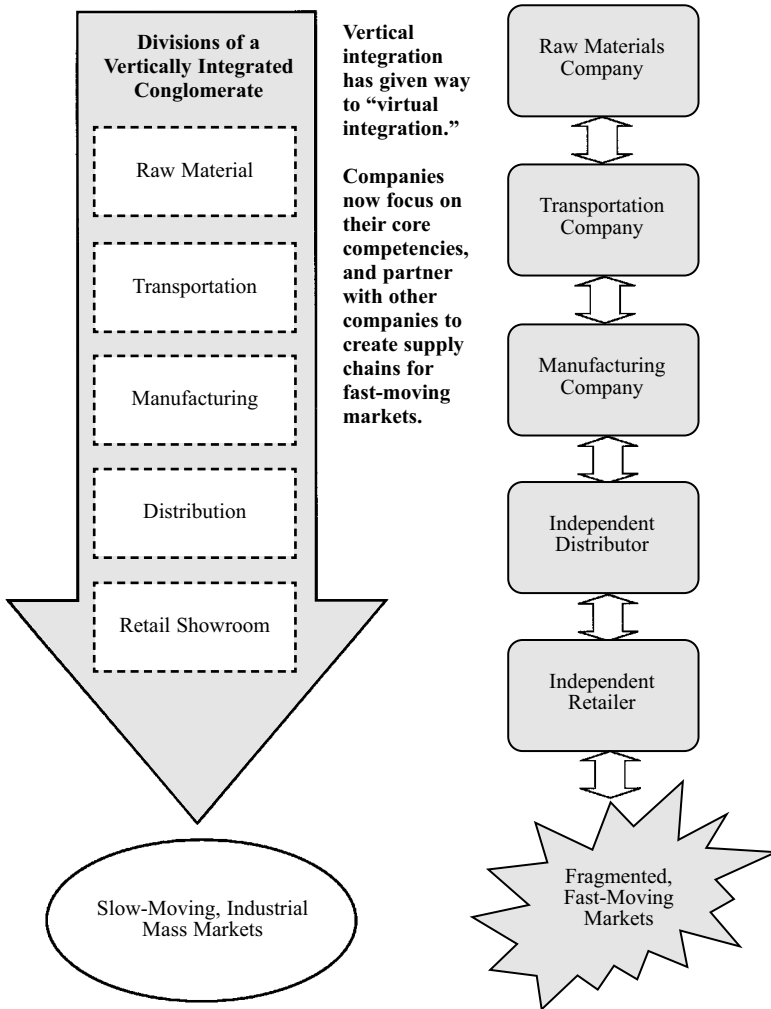 Divisions of a
Vertically Integrated
Conglomerate
Raw Material
Transportation
Manufacturing
Distribution
Retail Showroom
Slow-Moving, Industrial
Mass Markets
Vertical
integration
has given way
to “virtual
integration.”
Companies
now focus on
their core
competencies,
and partner
with other
companies to
create supply
chains for
fast-moving
markets.
Raw Materials
Company
Transportation
Company
Manufacturing
Company
Independent
Distributor
Independent
Retailer
Fragmented,
Fast-Moving
Markets